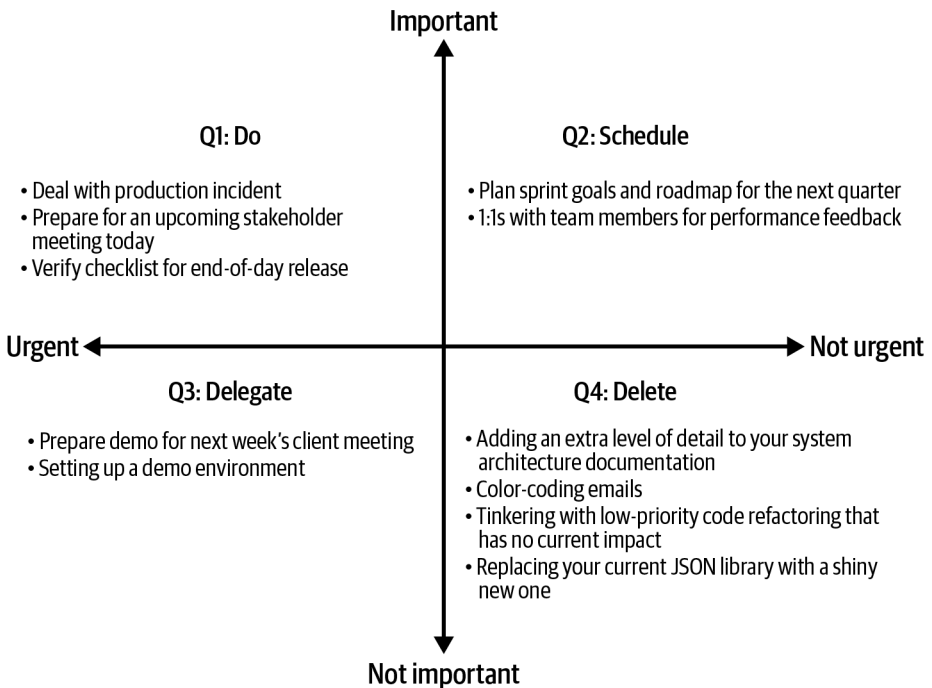 Important
Q1: Do
• Deal with production incident
• Prepare for an upcoming stakeholder
meeting today
• Verify checklist for end-of-day release
Q2: Schedule
• Plan sprint goals and roadmap for the next quarter
• 1:1s with team members for performance feedback
Urgent
Not urgent
Q3: Delegate
• Prepare demo for next week’s client meeting
• Setting up a demo environment
Q4: Delete
• Adding an extra level of detail to your system
architecture documentation
• Color-coding emails
• Tinkering with low-priority code refactoring that
has no current impact
• Replacing your current JSON library with a shiny
new one
Not important